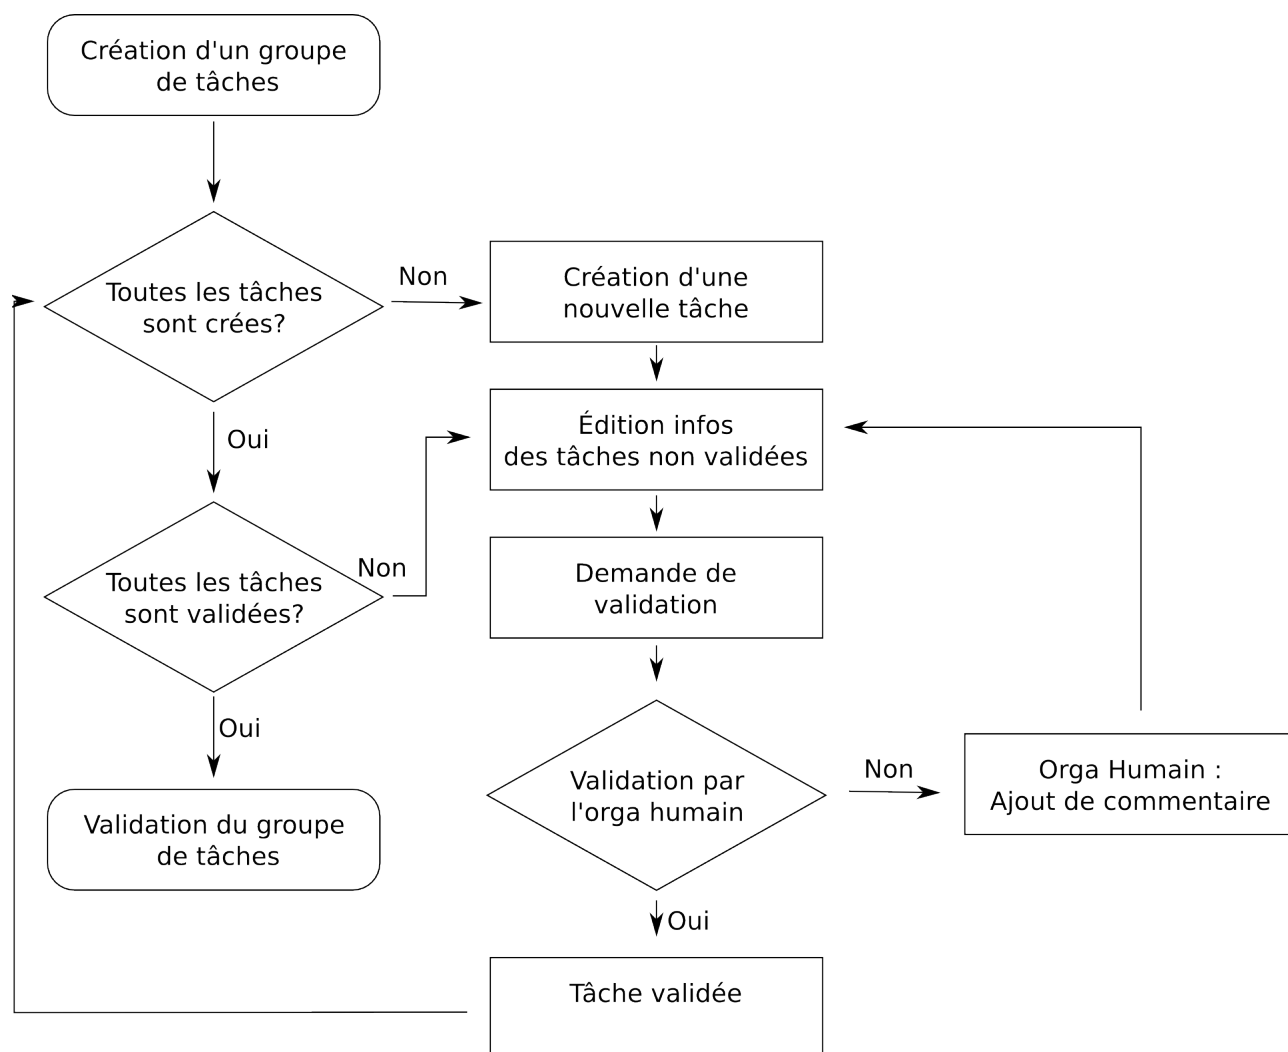 Création d'un groupe
de tâches
Toutes les tâches
sont crées?
Non
Création d'une
nouvelle tâche
Oui
Édition infos
des tâches non validées
Toutes les tâches
sont validées?
Non
Demande de
validation
Oui
Validation du groupe
de tâches
Validation par
l'orga humain
Non
Orga Humain :
Ajout de commentaire
Oui
Tâche validée